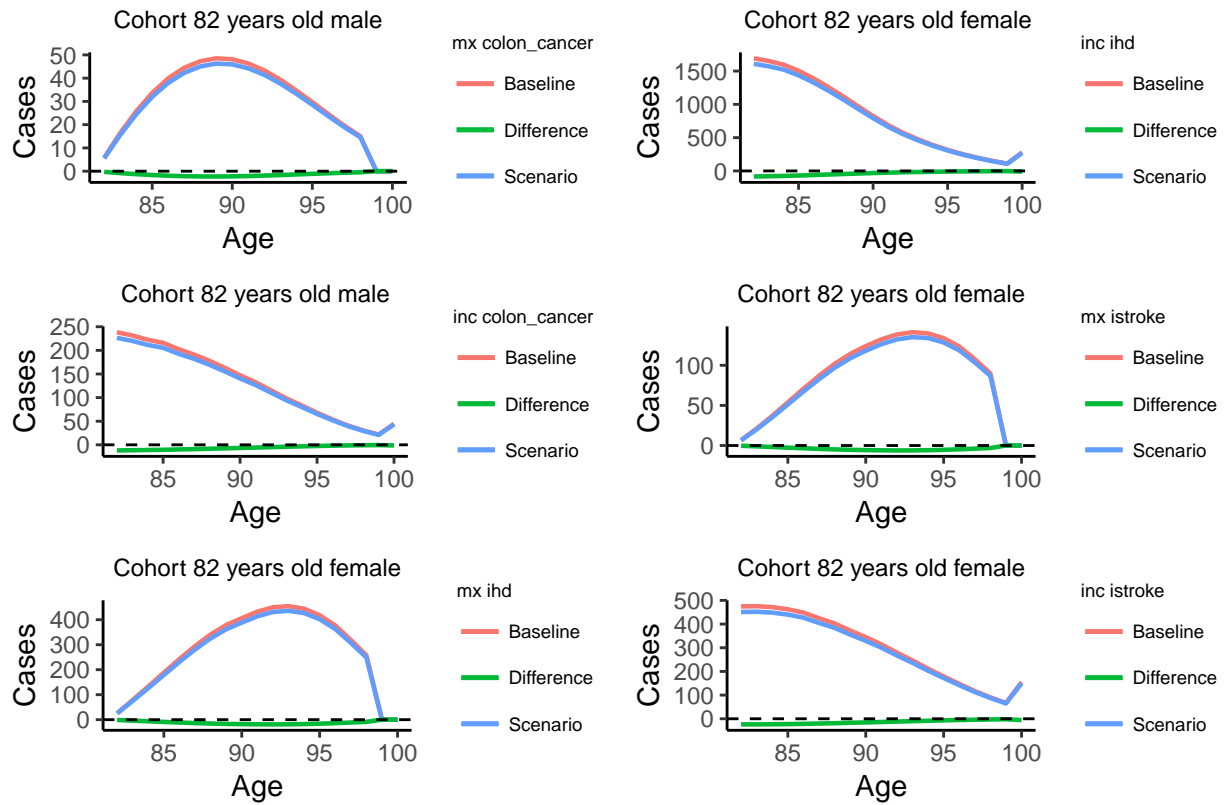 Cohort 82 years old male
mx colon_cancer
Baseline
Difference
Scenario
Cases
50
40
30
20
10
0
85 90 95 100
Age
Cohort 82 years old female
inc ihd
Baseline
Difference
Scenario
Cases
1500
1000
500
0
85 90 95 100
Age
Cohort 82 years old male
inc colon_cancer
Baseline
Difference
Scenario
Cases
250
200
150
100
50
0
85 90 95 100
Age
Cohort 82 years old female
mx istroke
Baseline
Difference
Scenario
Cases
100
50
0
85 90 95 100
Age
Cohort 82 years old female
mx ihd
Baseline
Difference
Scenario
Cases
400
300
200
100
0
85 90 95 100
Age
Cohort 82 years old female
inc istroke
Baseline
Difference
Scenario
Cases
500
400
300
200
100
0
85 90 95 100
Age